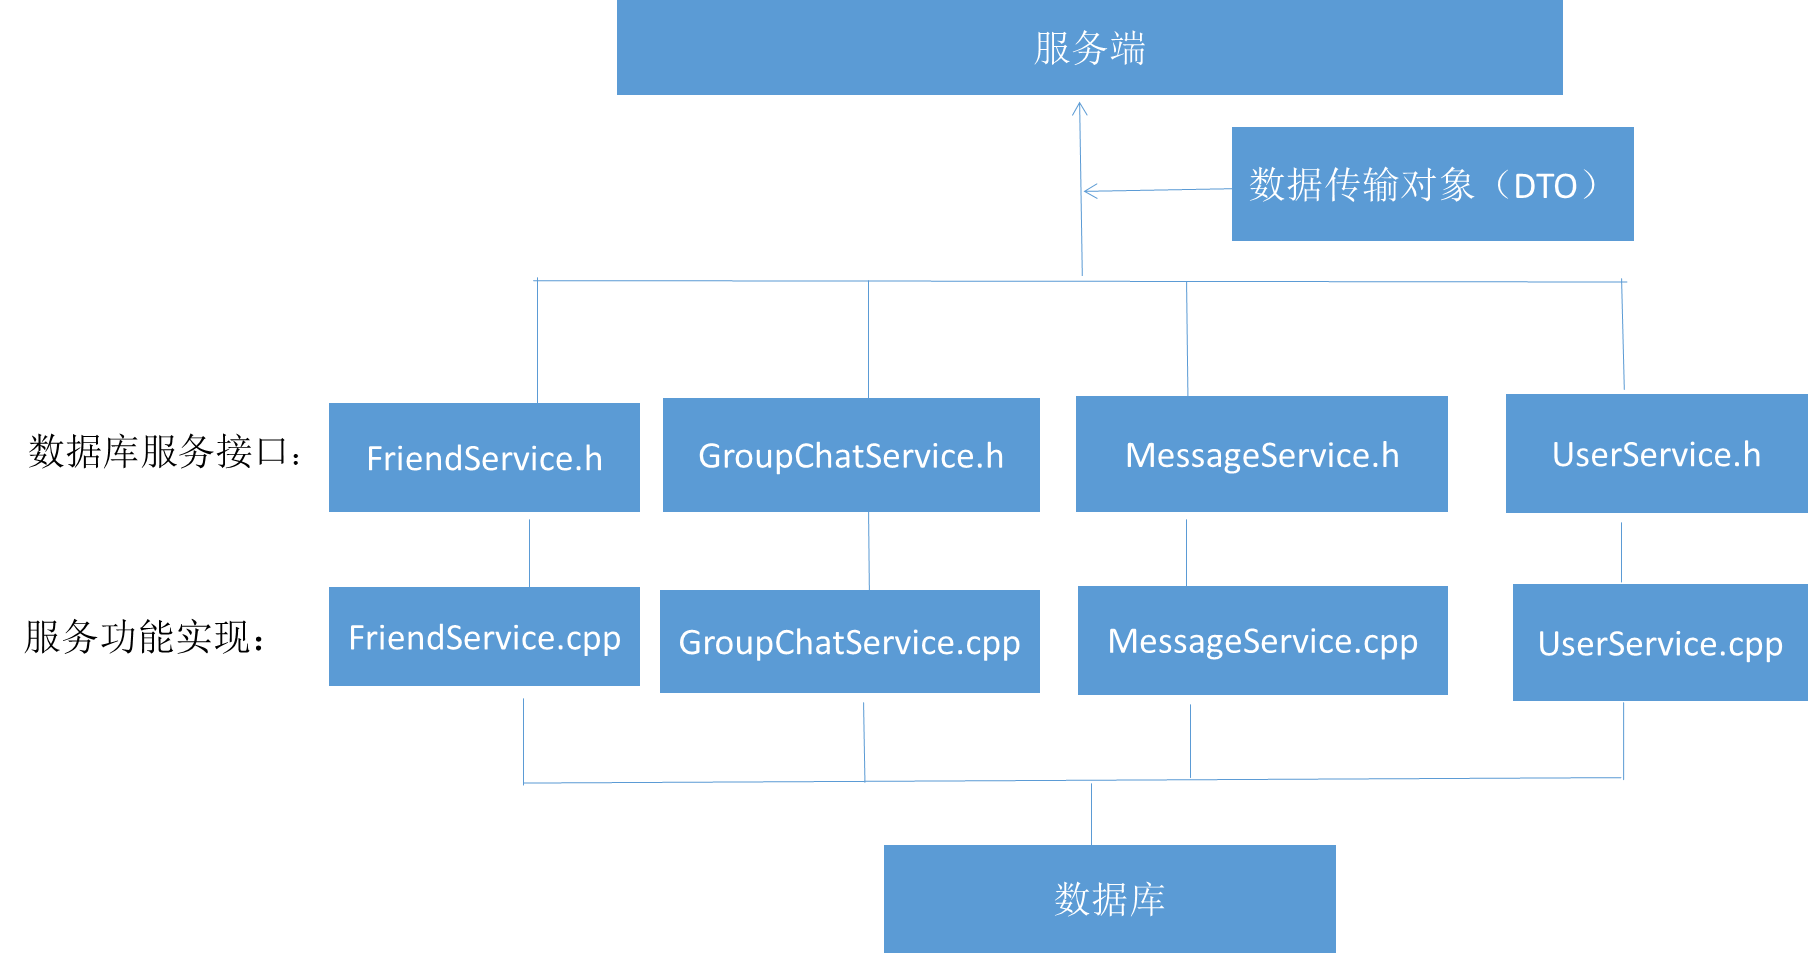 服务端
数据传输对象（DTO）
数据库服务接口：
FriendService.h
GroupChatService.h
MessageService.h
UserService.h
服务功能实现：
FriendService.cpp
GroupChatService.cpp
MessageService.cpp
UserService.cpp
数据库